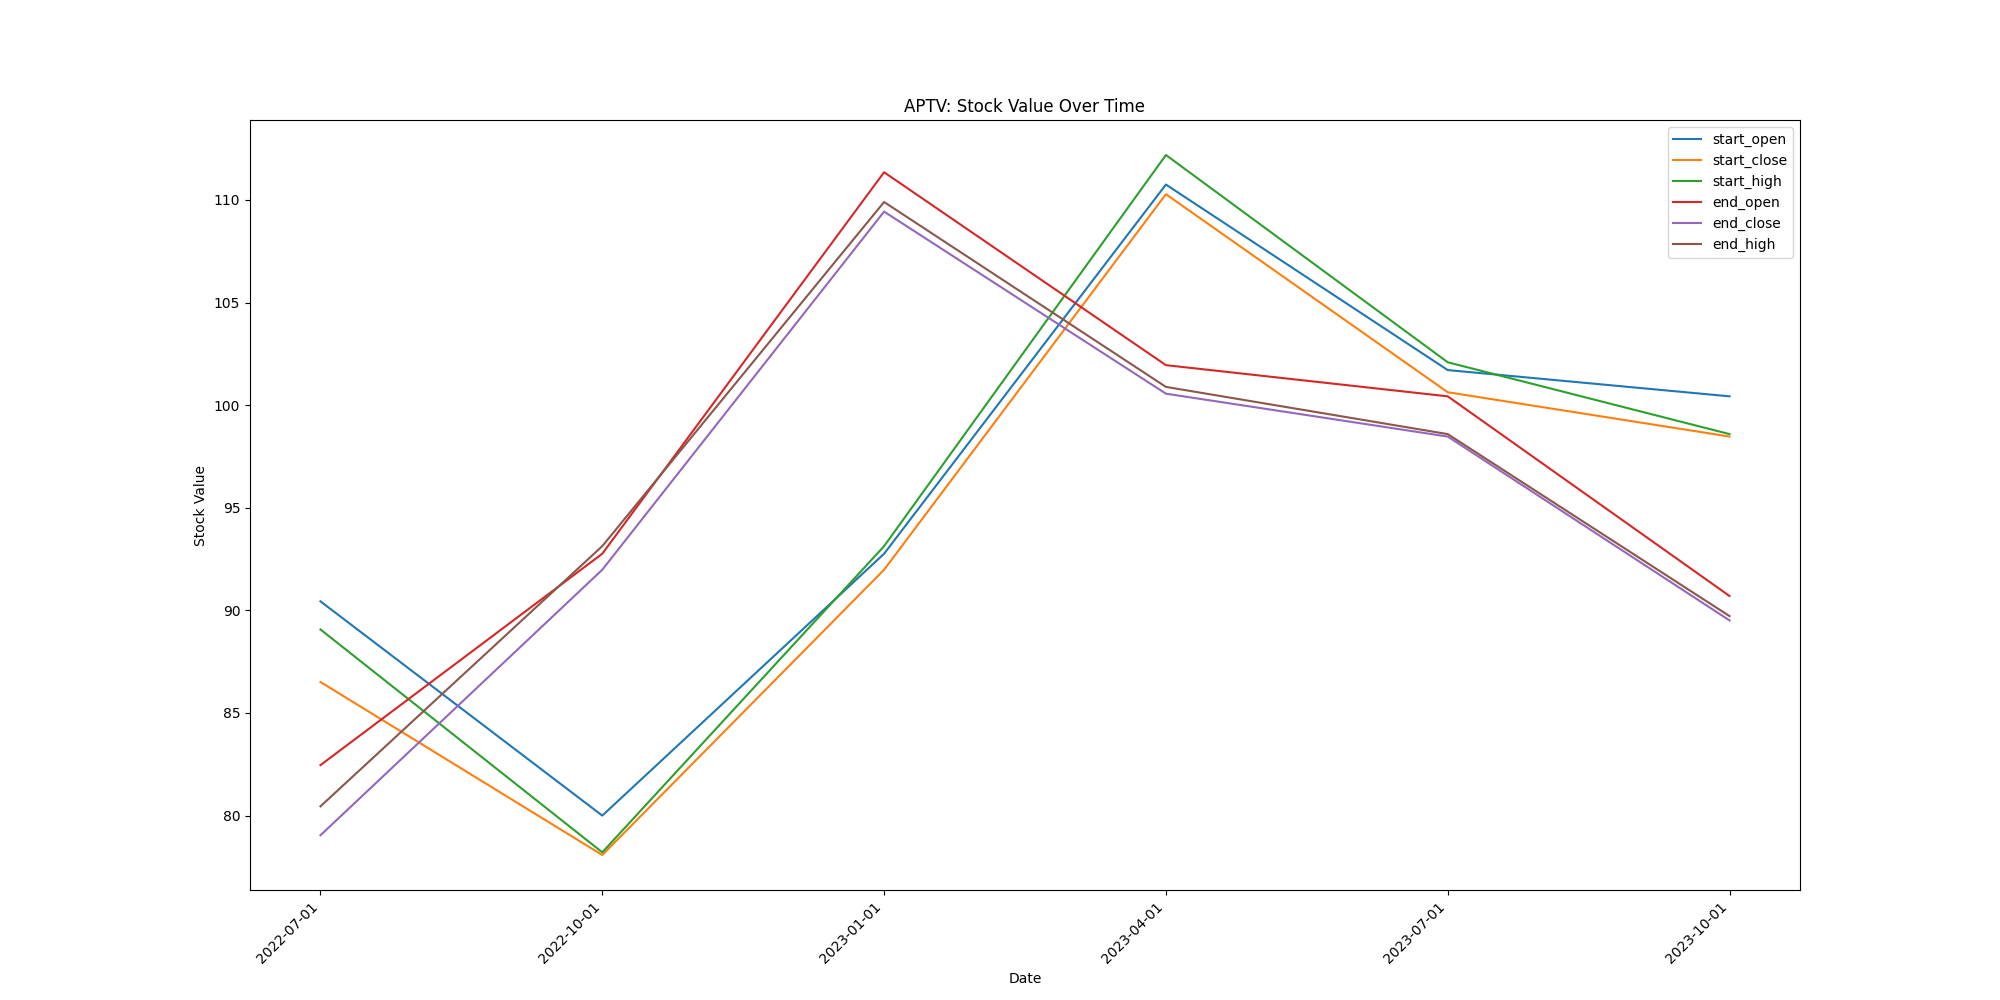 APTV: Stock Value Over Time
start_open
start_close
start_high
end_open
end_close
end_high
Stock Value
110
105
100
95
90
85
80
2022-07-01
2022-10-01
2023-01-01
2023-04-01
2023-07-01
2023-10-01
Date